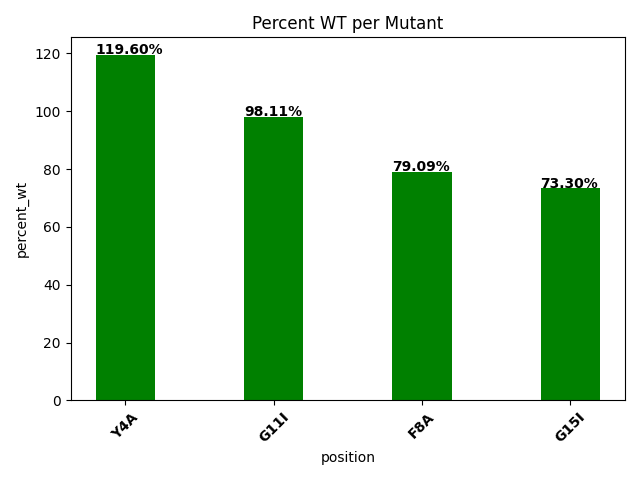 Percent WT per Mutant
119.60%
98.11%
79.09%
73.30%
120
100
80
60
40
20
0
percent_wt
Y4A
G11I
F8A
G15I
position